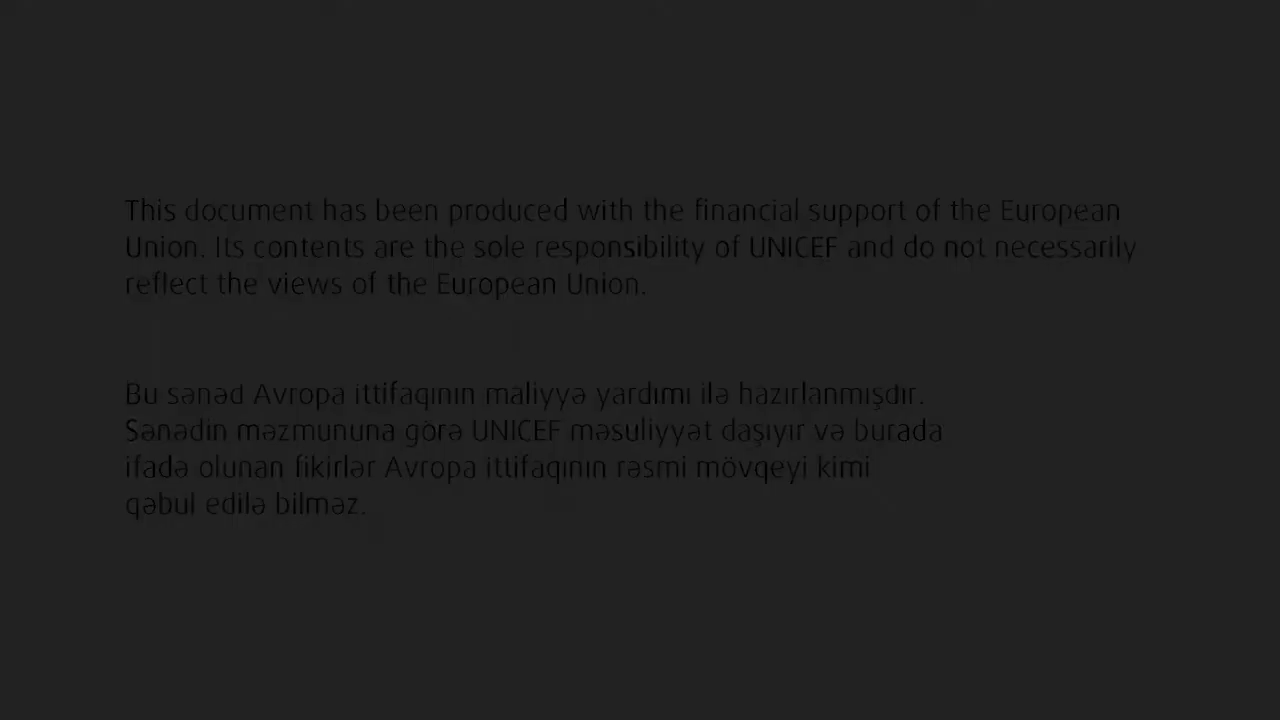 This document has been produced with the financial support of the European
Union. Its contents are the sole responsibility of UNICEF and do not necessarily
reflect the views of the European Union.
Bu sənəd Avropa ittifaqının maliyyə yardımı ilə hazırlanmışdır.
Sənədin məzmununa görə UNICEF məsuliyyət daşıyır və burada
ifadə olunan fikirlər Avropa ittifaqının rəsmi mövqeyi kimi
qəbul edilə bilməz.